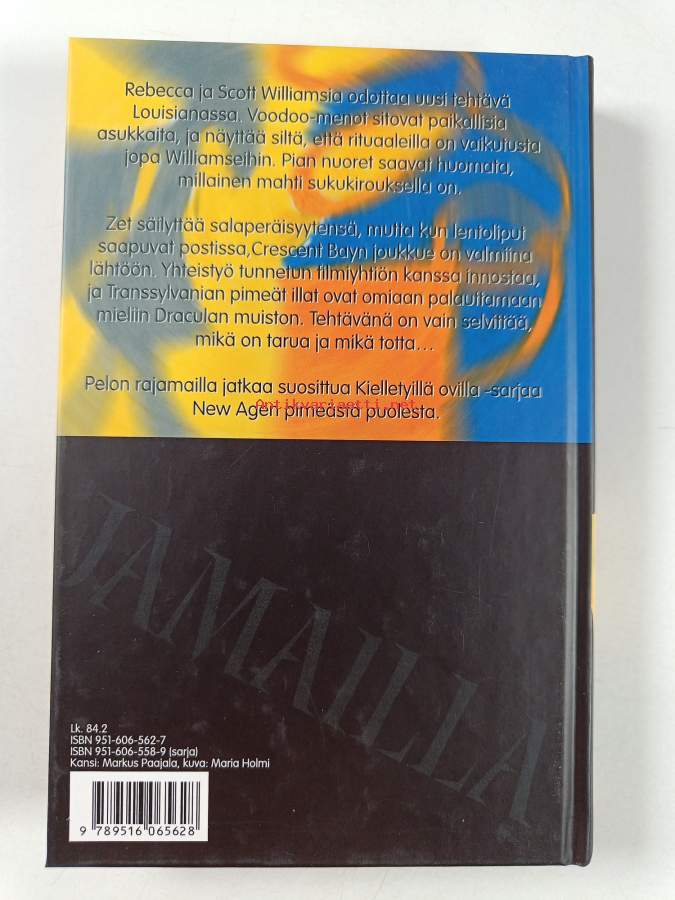 Rebecca ja Scott Williamsia odottaa uusi tehtävä
Louisianassa. Voodoo-menot sitovat paikallisia
asukkaita, ja näyttää siltä, että rituaaleilla on vaikutusta
jopa Williamseihin. Pian nuoret saavat huomata,
millainen mahti sukukirouksella on.
Zet säilyttää salaperäisyytensä, mutta kun lentoliput
saapuvat postissa,Crescent Bayn joukkue on valmiina
lähtöön. Yhteistyö tunnetun filmiyhtiön kanssa innostaa,
ja Transsylvanian pimeät illat ovat omiaan palauttamaan
mieliin Draculan muiston. Tehtävänä on vain selvittää,
mikä on tarua ja mikä totta...
Pelon rajamailla jatkaa suosittua Kielletyillä ovilla -sarjaa
Antikvariaatti.net
New Agen pimeästä puolesta.
JAMAILLA
Lk. 84.2
ISBN 951-606-562-7
ISBN 951-606-558-9 (sarja)
Kansi: Markus Paajala, kuva: Maria Holmi
9 789516 065628